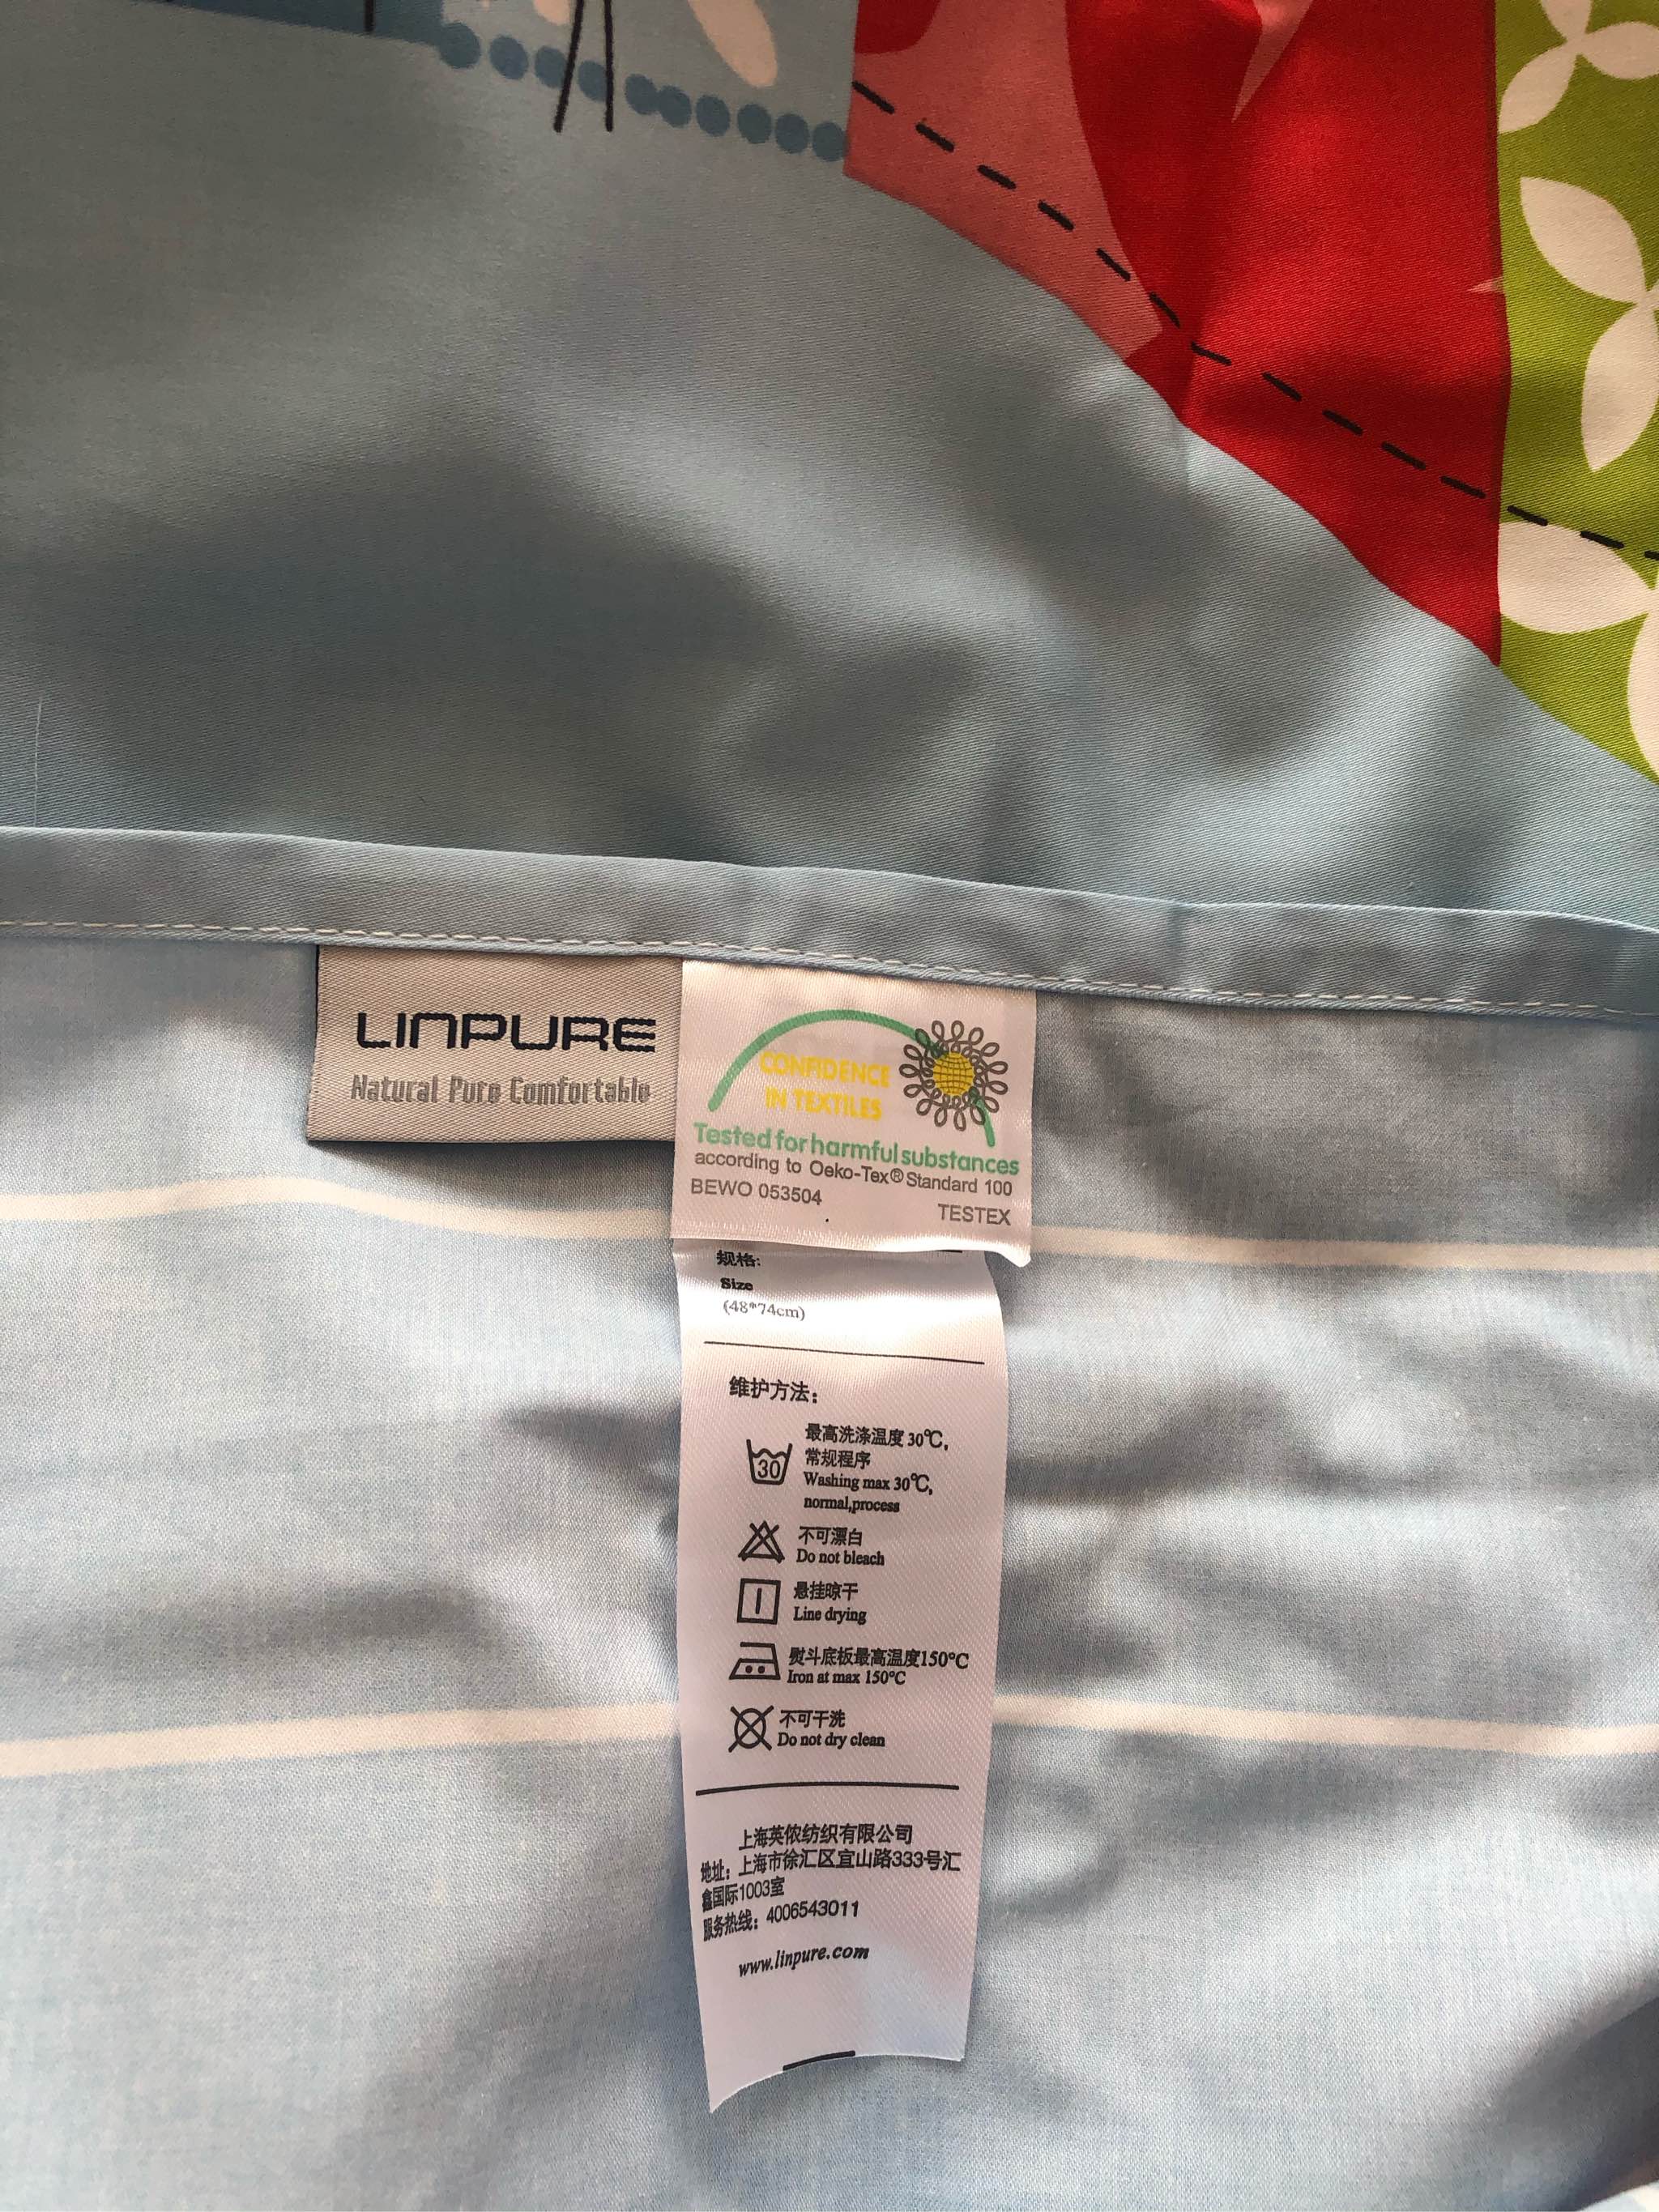 LINPURE
Natural Pure Comfortable
CONFIDENCE
IN TEXTILES
Tested for harmful substances
according to Oeko-Tex® Standard 100
BEWO 053504
TESTEX
规格:
Size
(48*74cm)
维护方法：
30
最高洗涤温度30℃,
常规程序
Washing max 30℃,
normal,process
不可漂白
Do not bleach
悬挂晾干
Line drying
熨斗底板最高温度150°C
Iron at max 150°C
不可干洗
Do not dry clean
上海英侬纺织有限公司
地址：上海市徐汇区宜山路333号汇
鑫国际1003室
服务热线：4006543011
www.linpure.com